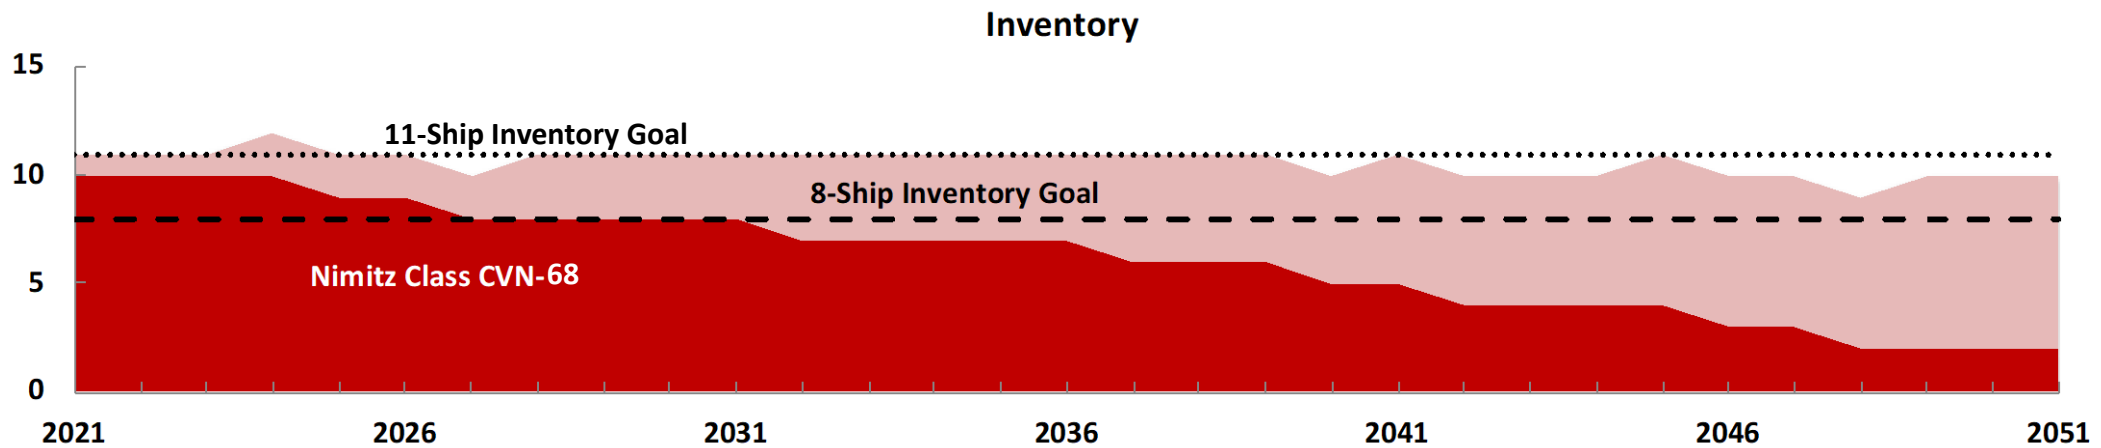 Inventory
15
11-Ship Inventory Goal
10
8-Ship Inventory Goal
Nimitz Class CVN-68
5
0
2021 2026 2031 2036 2041 2046 2051